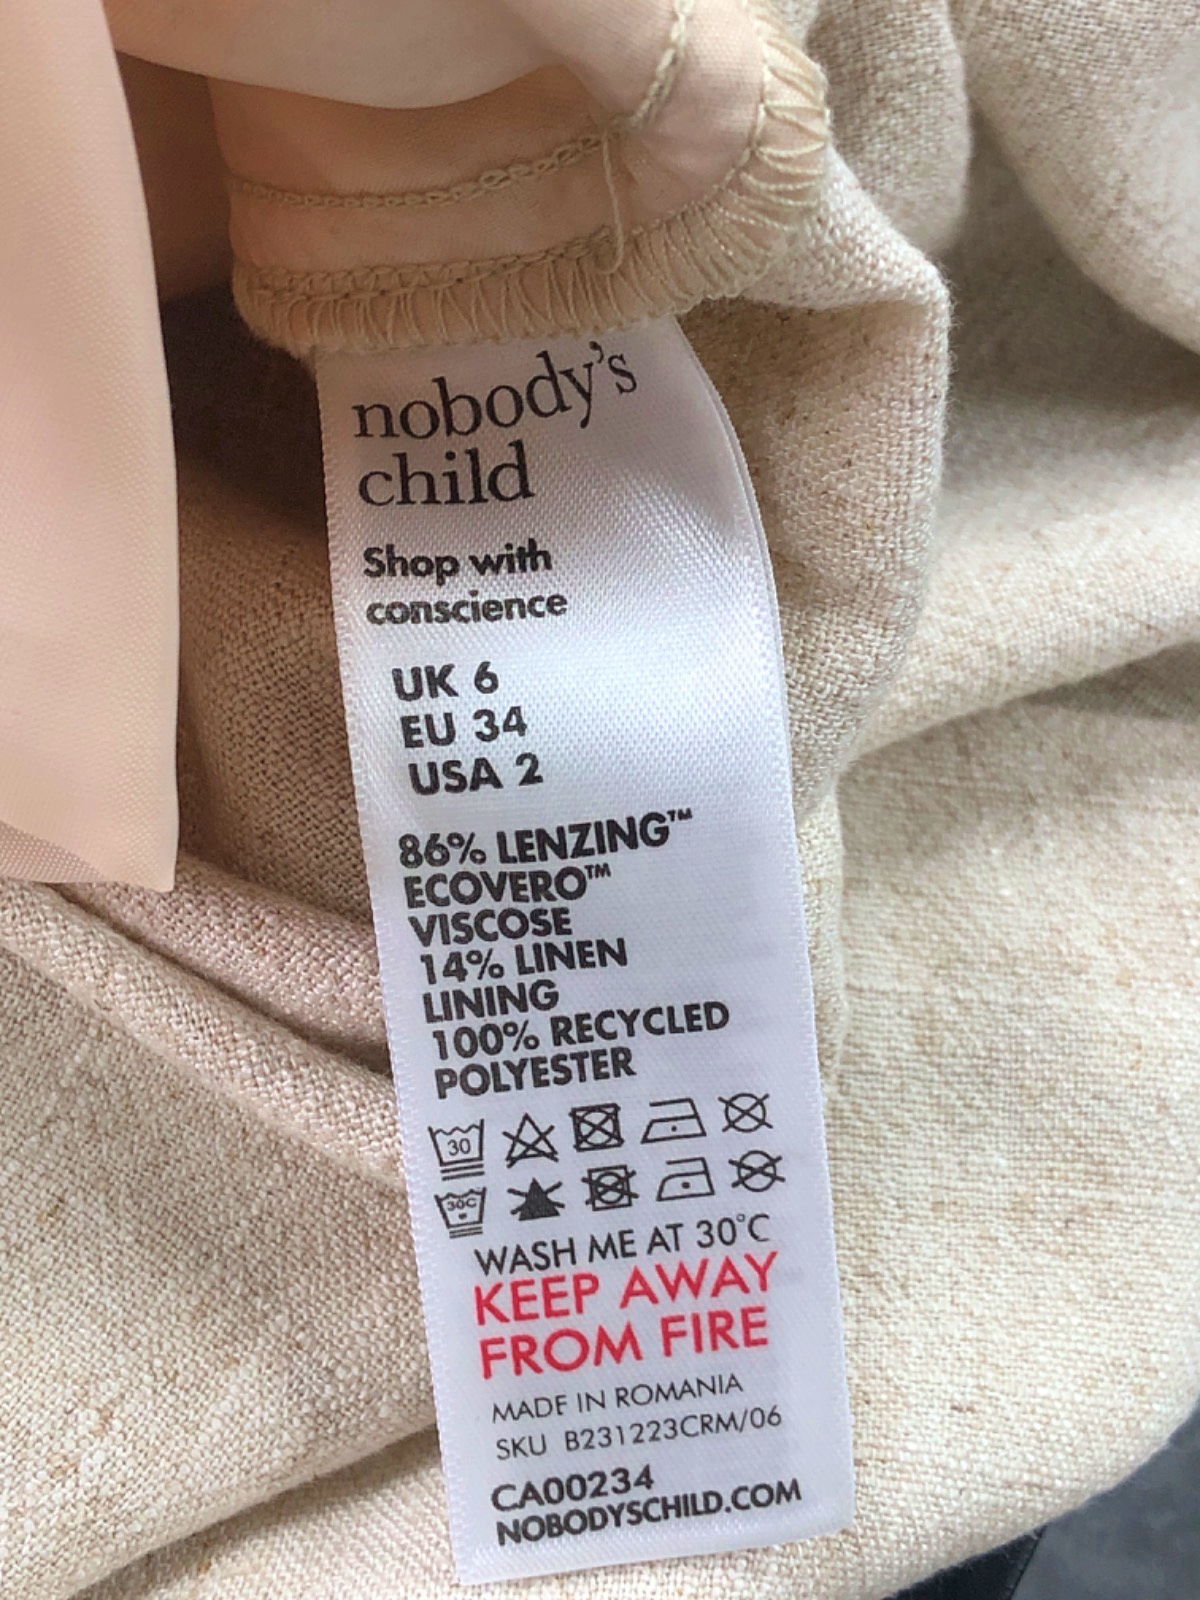 nobody's
child
Shop with
conscience
UK 6
EU 34
USA 2
86% LENZING™
ECOVERO™
VISCOSE
14% LINEN
LINING
100% RECYCLED
POLYESTER
30
30C
WASH ME AT 30°C
KEEP AWAY
FROM FIRE
MADE IN ROMANIA
SKU B231223CRM/06
CA00234
NOBODYSCHILD.COM